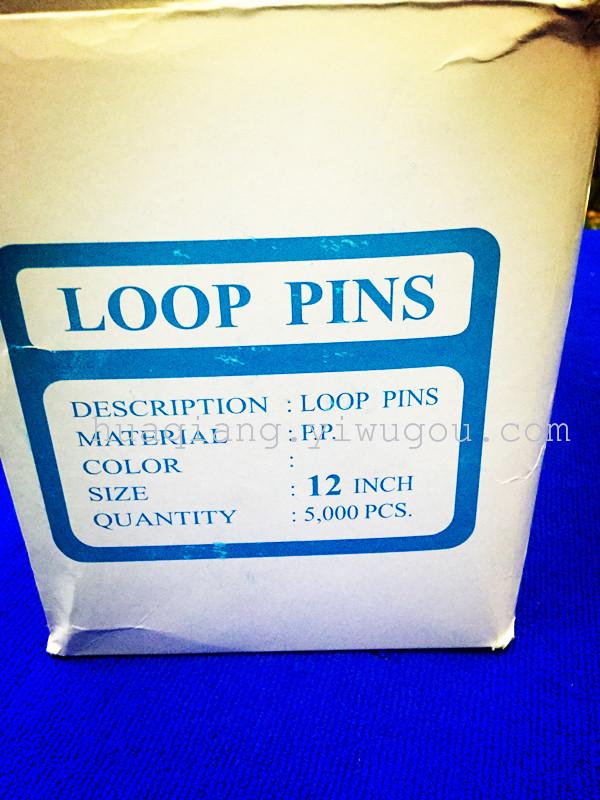 LOOP PINS
DESCRIPTION : LOOP PINS
MATERIAL : P.P.
COLOR :
SIZE : 12 INCH
QUANTITY : 5,000 PCS.
huaqiang.yiwugou.com